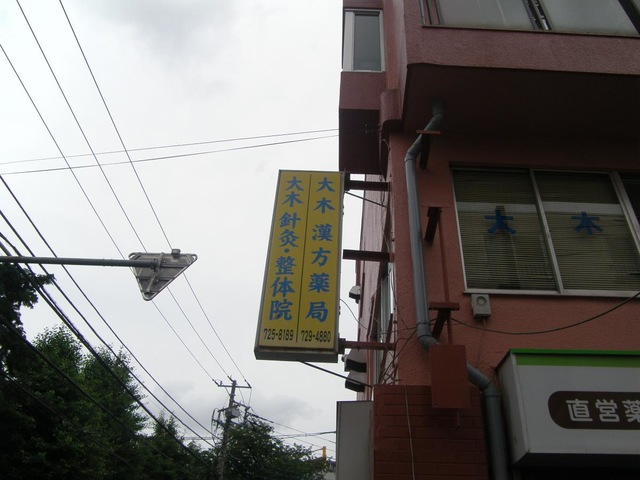 大木 漢方薬局
大木 針灸・整体院
729-4880
725-8189
大木
直営薬